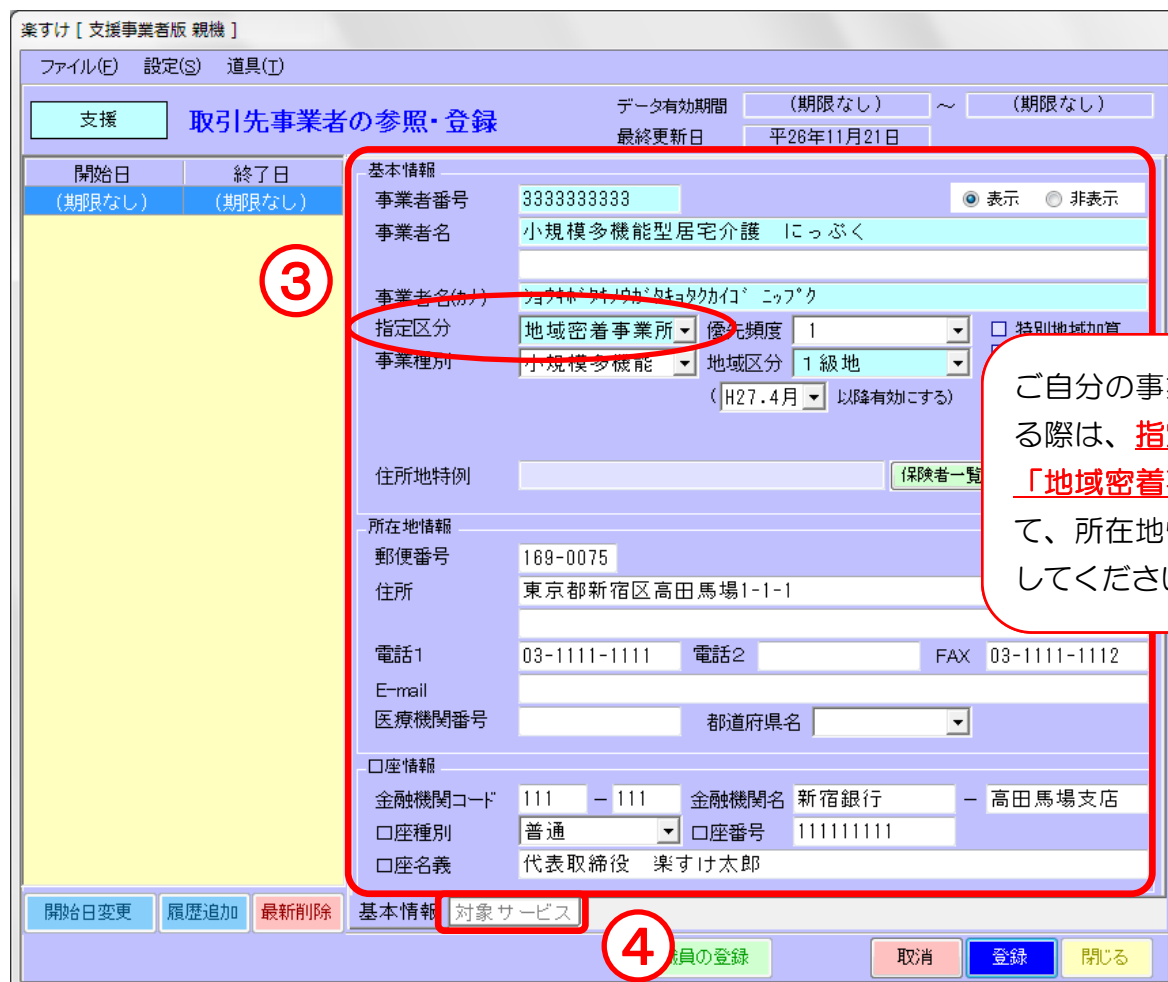 楽すけ [ 支援事業者版 親機 ]
ファイル(F) 設定(S) 道具(T)
支援 取引先事業者の参照・登録
データ有効期間 (期限なし) ～ (期限なし)
最終更新日 平26年11月21日
開始日 終了日
(期限なし) (期限なし)
基本情報
事業者番号 3333333333 表示 非表示
事業者名 小規模多機能型居宅介護 にっぷく
③
事業者名(カナ) ｼｮｳｷﾎﾞﾀｷﾉｳｶﾞﾀｷｮﾀｸｶｲｺﾞ ﾆｯﾌﾟｸ
指定区分 地域密着事業所 優先頻度 1 特別地域加算
事業種別 小規模多機能 地域区分 1級地
(H27.4月 以降有効にする)
ご自分の事
る際は、指
「地域密着
て、所在地
してくださ
住所地特例 保険者一覧
所在地情報
郵便番号 169-0075
住所 東京都新宿区高田馬場1-1-1
電話1 03-1111-1111 電話2 FAX 03-1111-1112
E-mail
医療機関番号 都道府県名
口座情報
金融機関コード 111 － 111 金融機関名 新宿銀行 － 高田馬場支店
口座種別 普通 口座番号 111111111
口座名義 代表取締役 楽すけ太郎
開始日変更 履歴追加 最新削除 基本情報 対象サービス
④
員の登録 取消 登録 閉じる